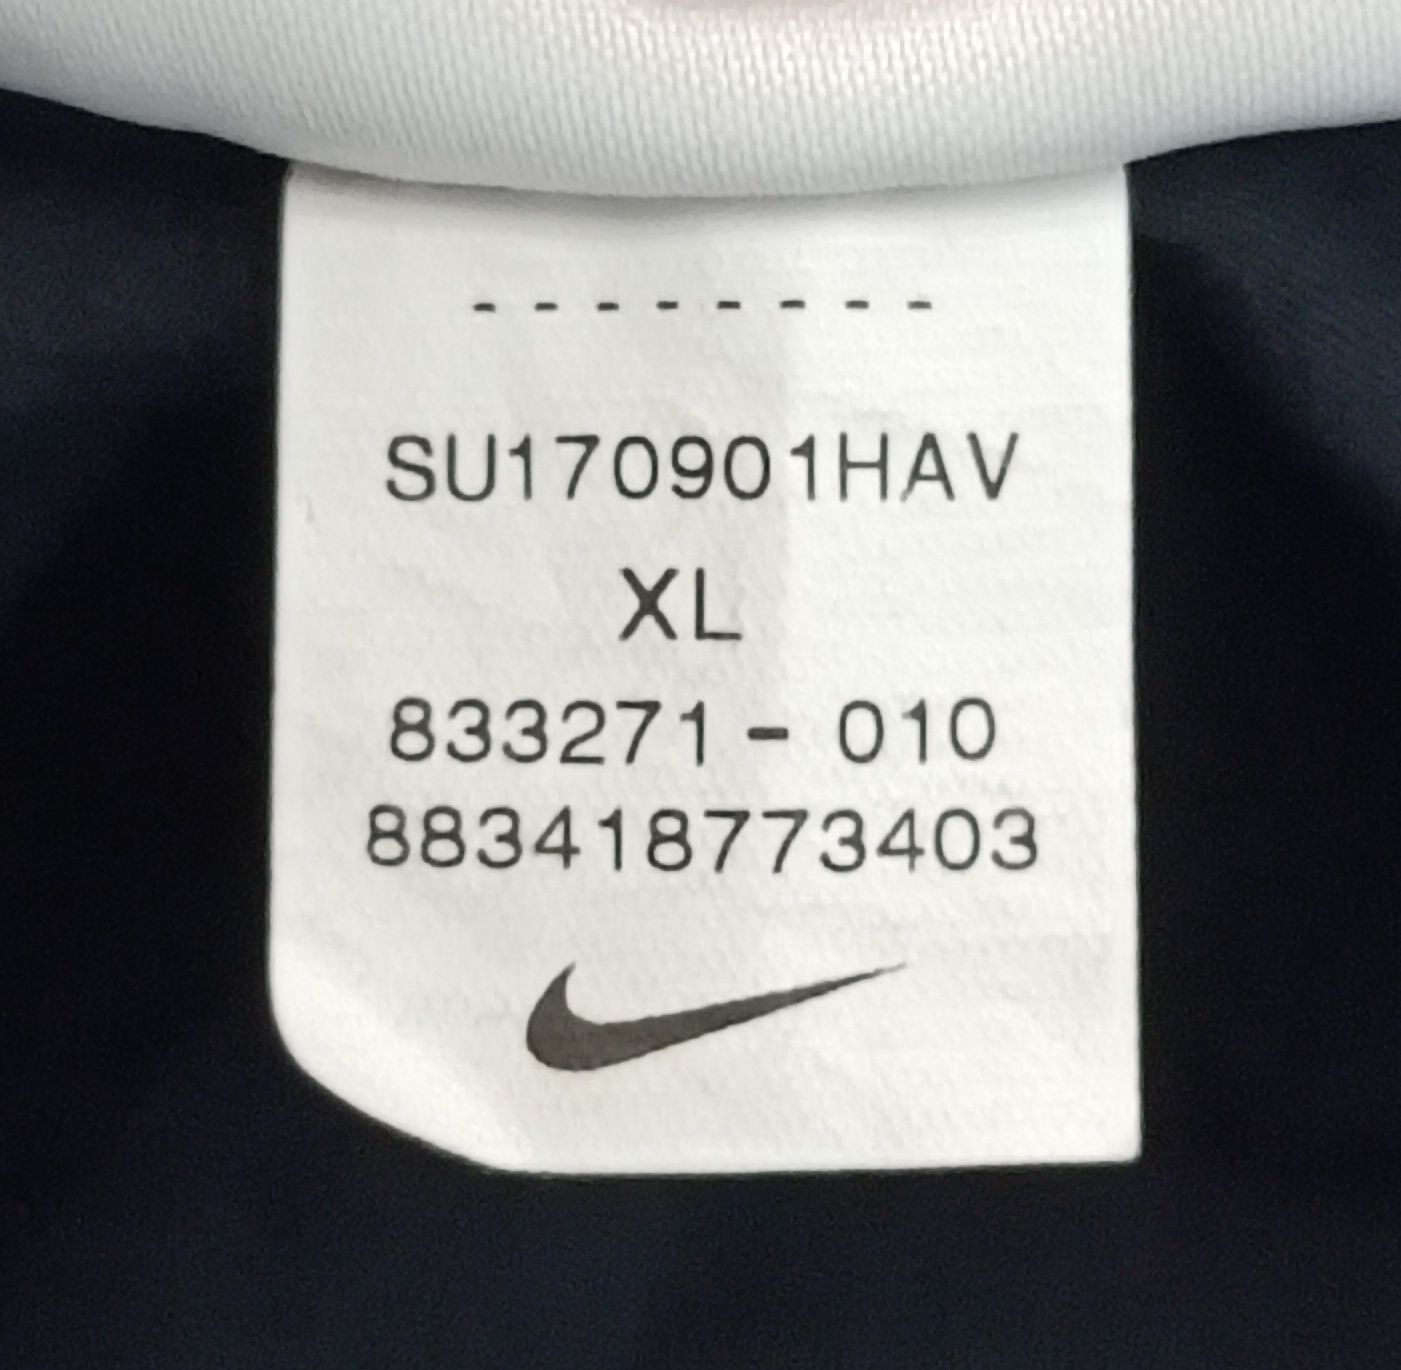 - - - - - - - -
SU170901HAV
XL
833271 - 010
883418773403